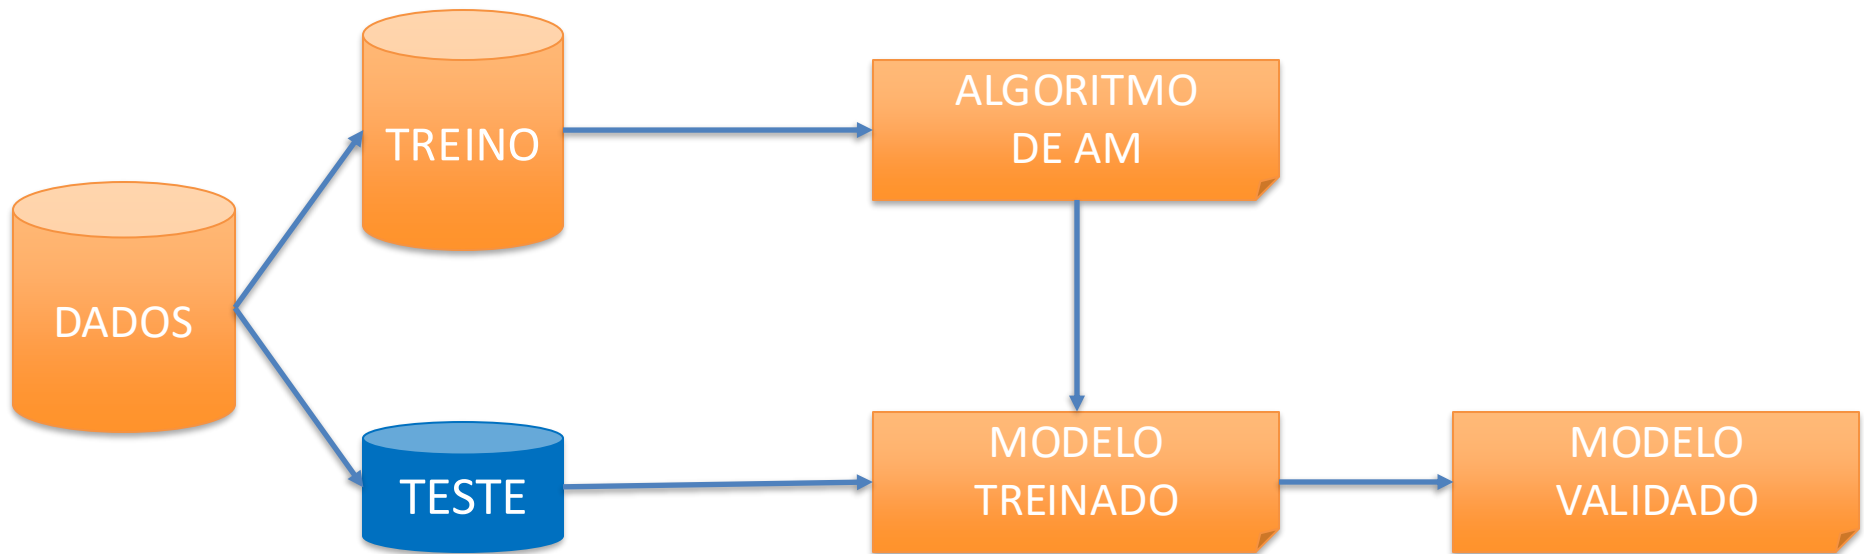 TREINO
ALGORITMO
DE AM
DADOS
TESTE
MODELO
TREINADO
MODELO
VALIDADO